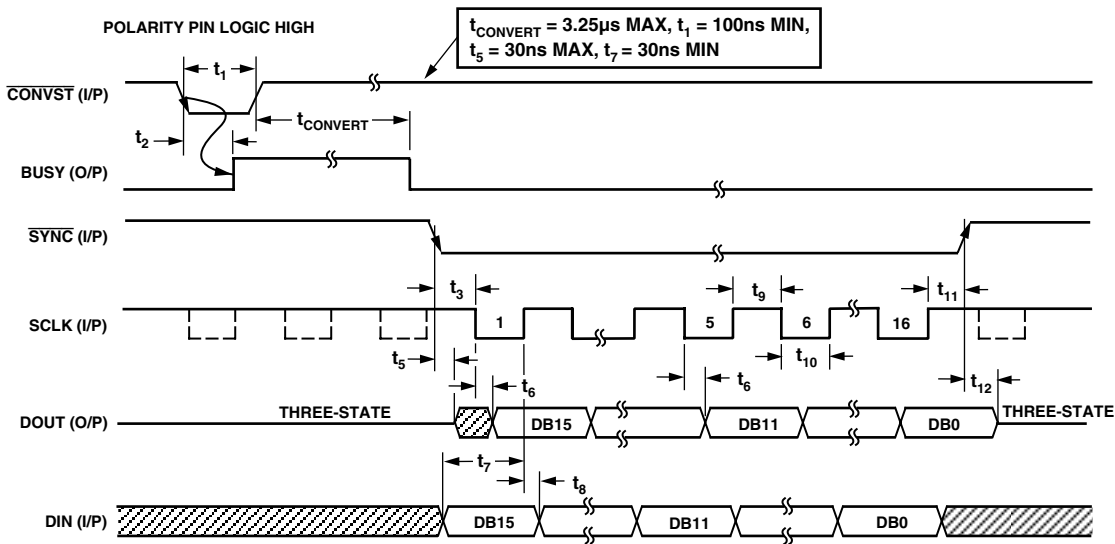 POLARITY PIN LOGIC HIGH
tCONVERT = 3.25µs MAX, t1 = 100ns MIN,
t5 = 30ns MAX, t7 = 30ns MIN
t1
CONVST (I/P)
tCONVERT
t2
BUSY (O/P)
SYNC (I/P)
t3
t9
t11
SCLK (I/P)
1
5
6
16
t5
t10
t6
t6
t12
THREE-STATE
THREE-STATE
DOUT (O/P)
DB15
DB11
DB0
t7
t8
DIN (I/P)
DB15
DB11
DB0